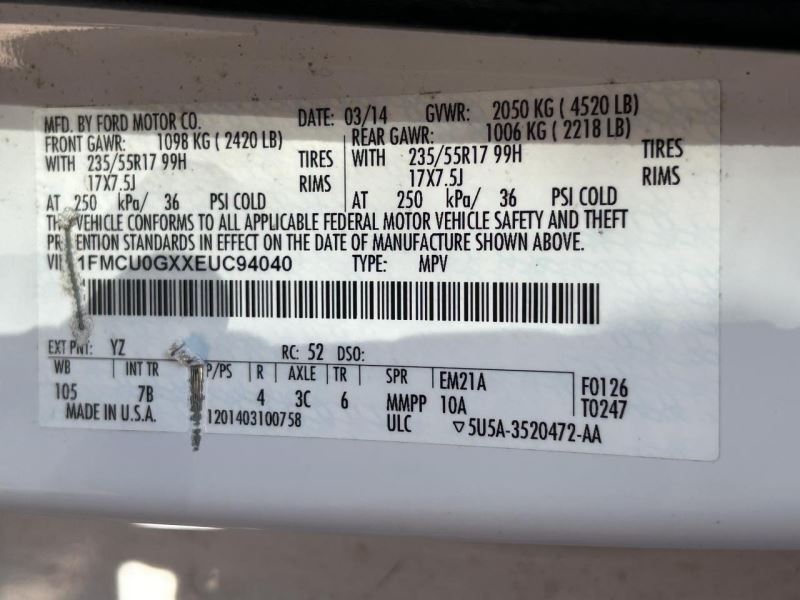 MFD. BY FORD MOTOR CO. DATE: 03/14 GVWR: 2050 KG ( 4520 LB)
FRONT GAWR: 1098 KG ( 2420 LB) REAR GAWR: 1006 KG ( 2218 LB)
WITH 235/55R17 99H TIRES WITH 235/55R17 99H TIRES
17X7.5J RIMS 17X7.5J RIMS
AT 250 kPa/ 36 PSI COLD AT 250 kPa/ 36 PSI COLD
VEHICLE CONFORMS TO ALL APPLICABLE FEDERAL MOTOR VEHICLE SAFETY AND THEFT
STANDARDS IN EFFECT ON THE DATE OF MANUFACTURE SHOWN ABOVE.
1FMCU0GXXEUC94040 TYPE: MPV
EXT PNT: YZ RC: 52 DSO:
WB INT TR P/PS R AXLE TR SPR EM21A F0126
105 7B 4 3C 6 MMPP 10A T0247
MADE IN U.S.A. 1201403100758 ULC ▽5U5A-3520472-AA